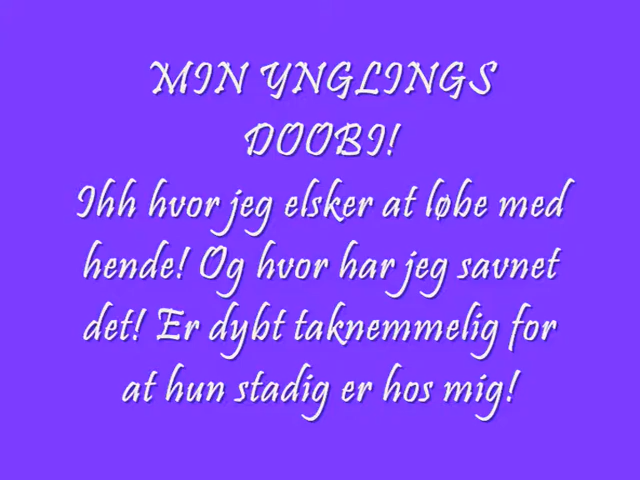 MIN YNGLINGS
DOOBI!
Ihh hvor jeg elsker at løbe med
hende! Og hvor har jeg savnet
det! Er dybt taknemmelig for
at hun stadig er hos mig!